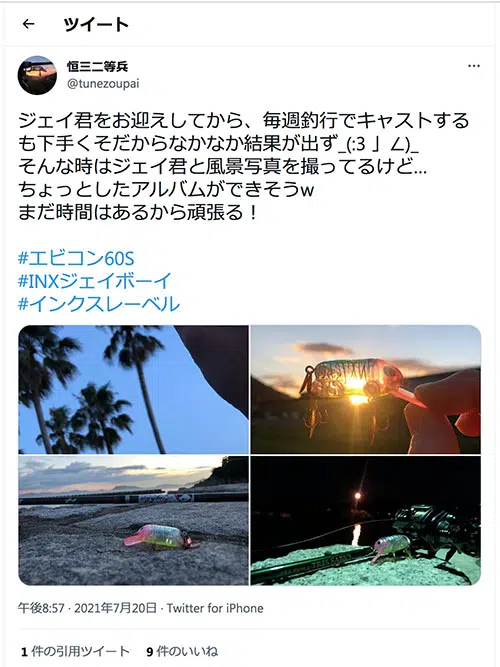 ← ツイート
恒三二等兵
@tunezoupai
ジェイ君をお迎えしてから、毎週釣行でキャストする
も下手くそだからなかなか結果が出ず_(:3 」∠)_
そんな時はジェイ君と風景写真を撮ってるけど...
ちょっとしたアルバムができそうw
まだ時間はあるから頑張る！
#エビコン60S
#INXジェイボーイ
#インクスレーベル
午後8:57 · 2021年7月20日 · Twitter for iPhone
1 件の引用ツイート 9 件のいいね